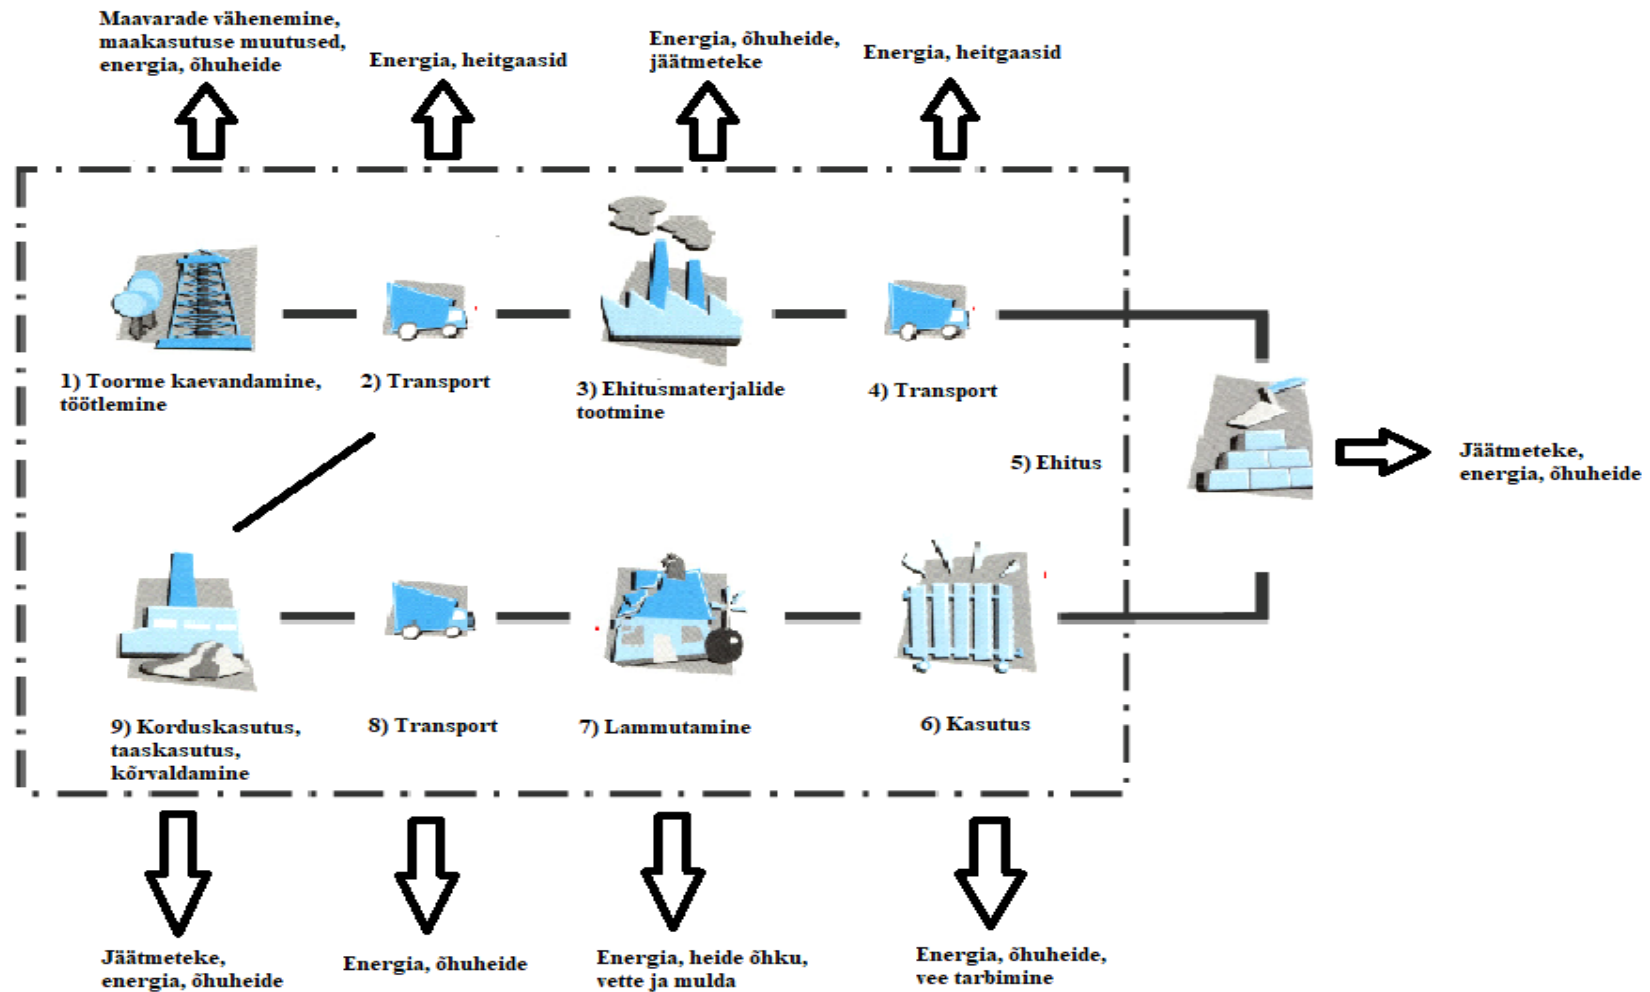 Maavarade vähenemine,
maakasutuse muutused,
energia, õhuheide
Energia, heitgaasid
Energia, õhuheide,
jäätmeteke
Energia, heitgaasid
1) Toorme kaevandamine,
töötlemine
2) Transport
3) Ehitusmaterjalide
tootmine
4) Transport
5) Ehitus
Jäätmeteke,
energia, õhuheide
9) Korduskasutus,
taaskasutus,
kõrvaldamine
8) Transport
7) Lammutamine
6) Kasutus
Jäätmeteke,
energia, õhuheide
Energia, õhuheide
Energia, heide õhku,
vette ja mulda
Energia, õhuheide,
vee tarbimine